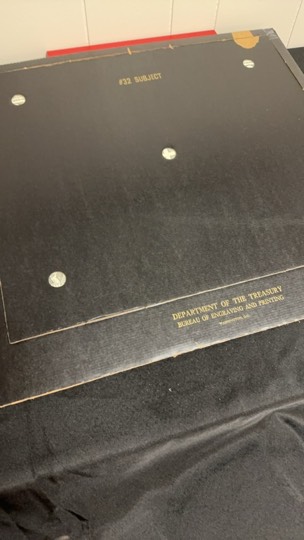 #32 SUBJECT
DEPARTMENT OF THE TREASURY
BUREAU OF ENGRAVING AND PRINTING